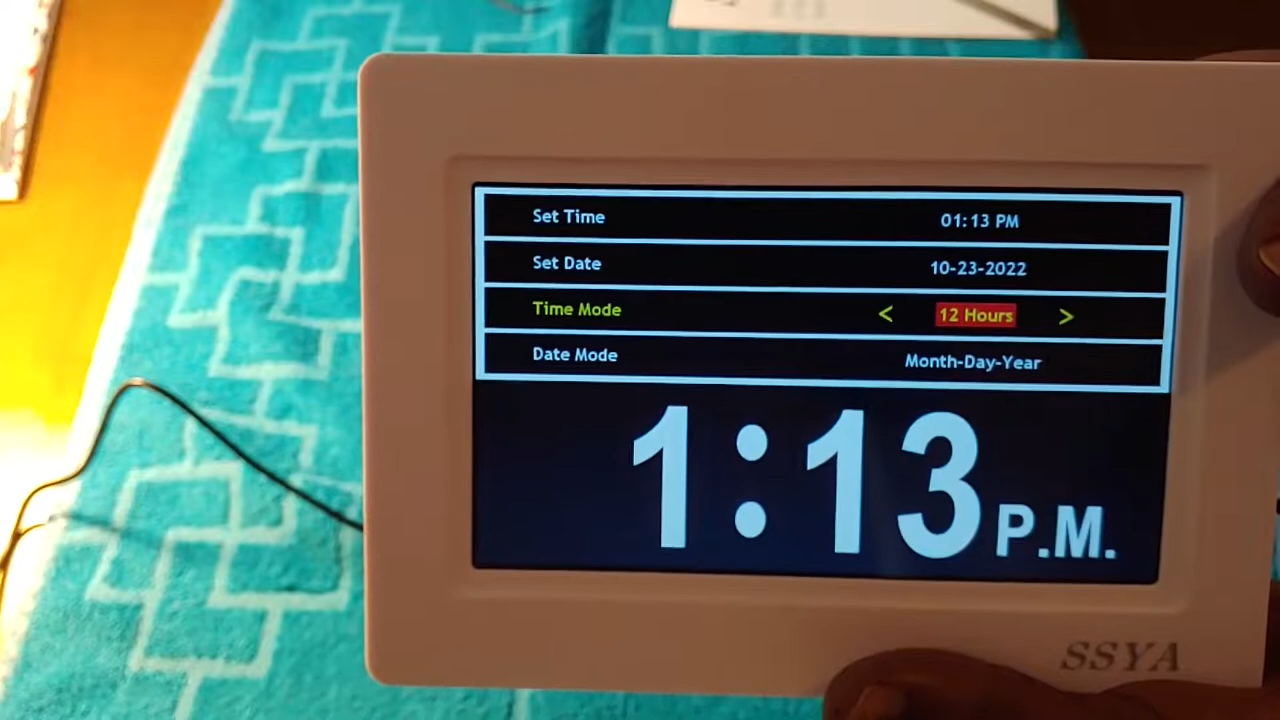 Set Time 01:13 PM
Set Date 10-23-2022
Time Mode < 12 Hours >
Date Mode Month-Day-Year
1:13 P.M.
SSYA